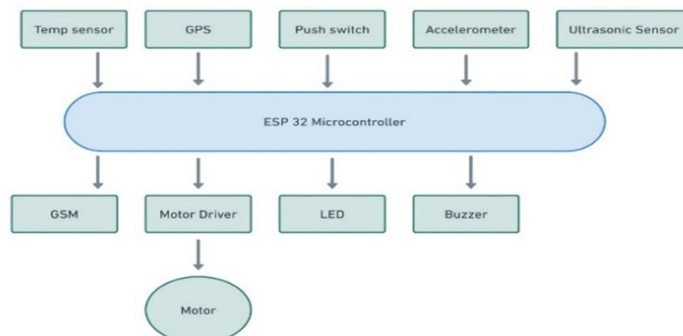 Temp sensor
GPS
Push switch
Accelerometer
Ultrasonic Sensor
ESP 32 Microcontroller
GSM
Motor Driver
LED
Buzzer
Motor